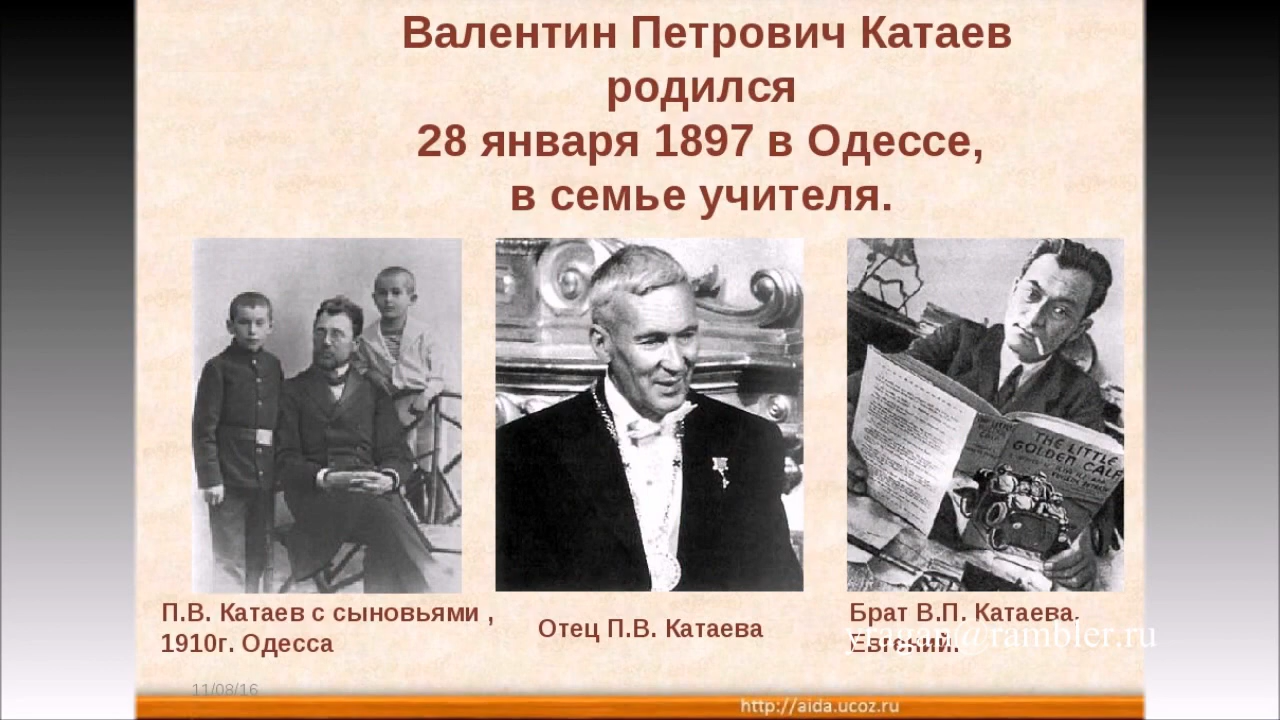 Валентин Петрович Катаев
родился
28 января 1897 в Одессе,
в семье учителя.
THE LITTLE
GOLDEN CALF
П.В. Катаев с сыновьями ,
1910г. Одесса
Отец П.В. Катаева
Брат В.П. Катаева-
Евгений.
yragan@rambler.ru
11/08/16
http://aida.ucoz.ru